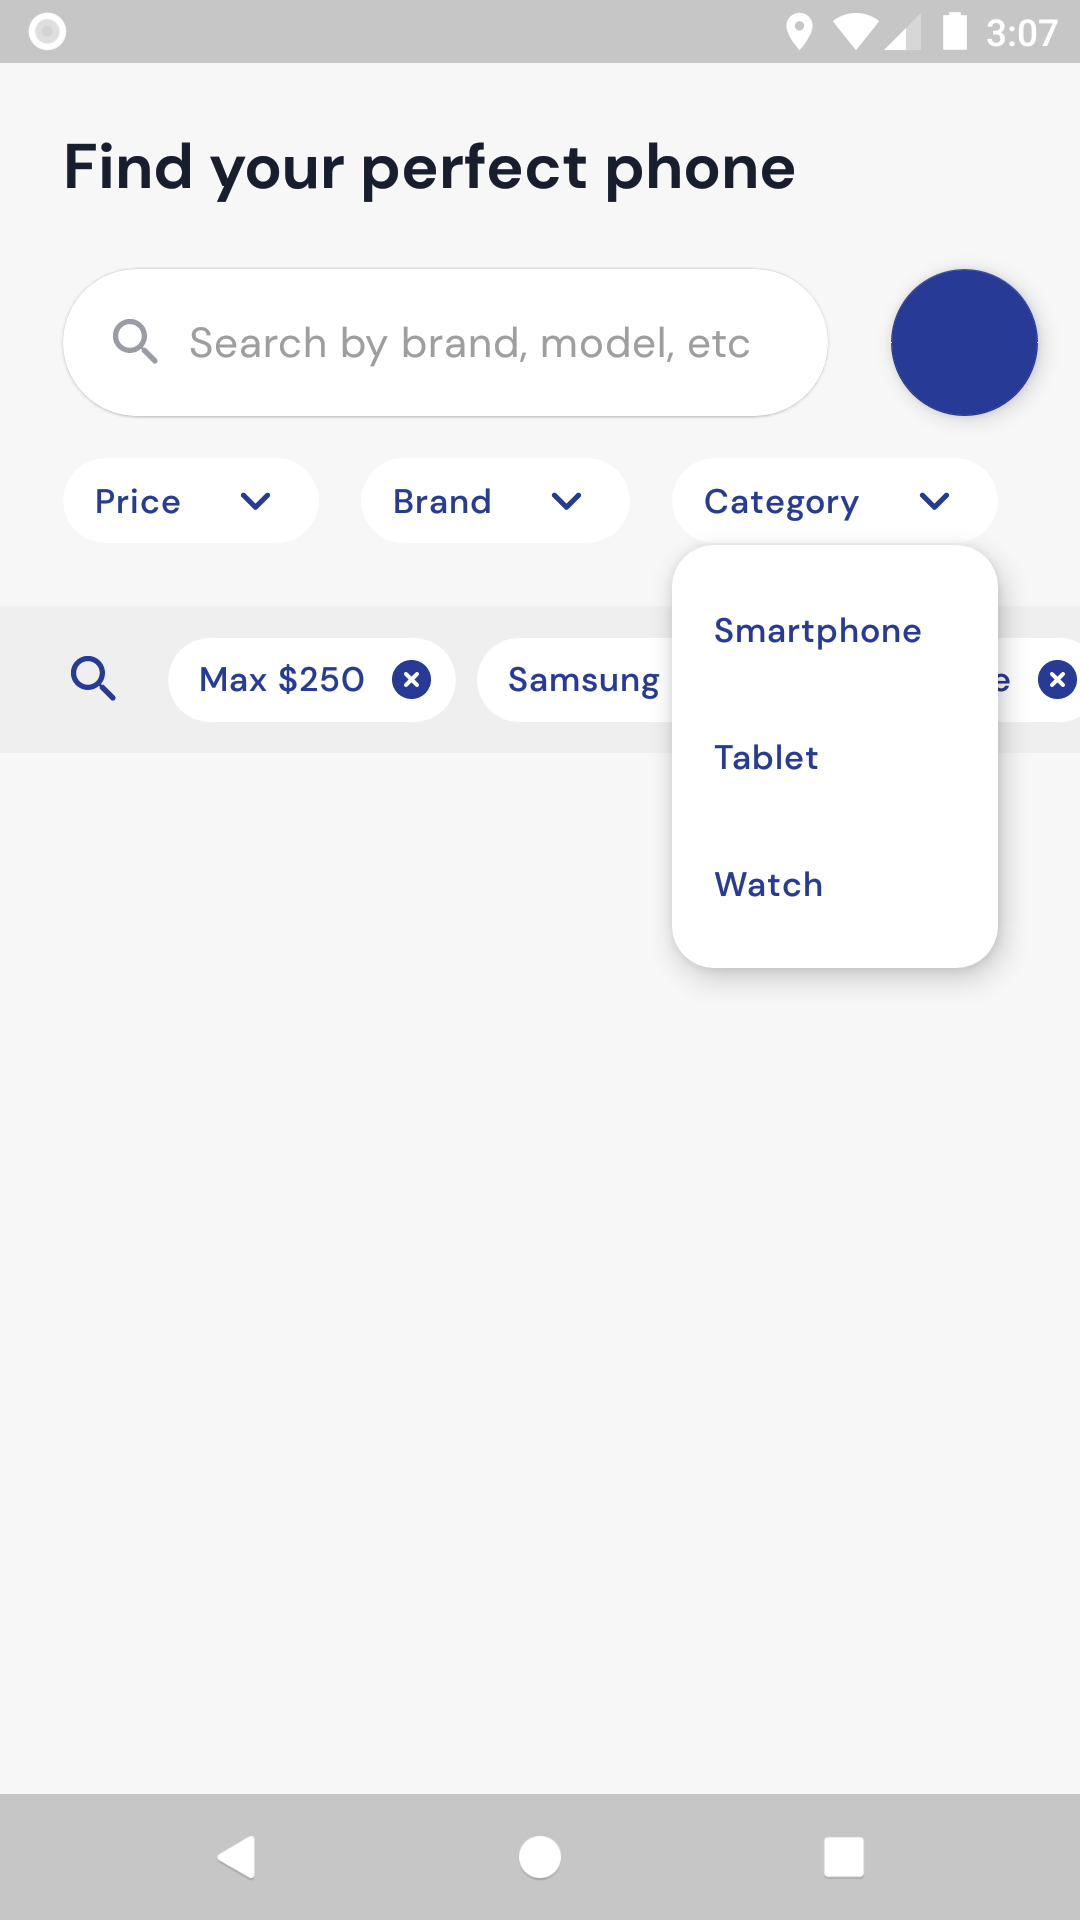 3:07
Find your perfect phone
Search by brand, model, etc
Price Brand Category
Smartphone
Max $250 Samsung e
Tablet
Watch